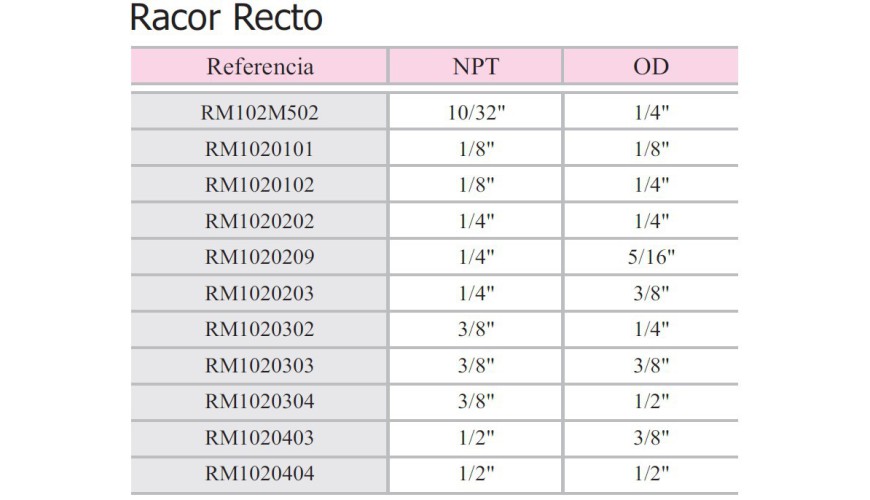 Racor Recto
Referencia NPT OD
RM102M502 10/32" 1/4"
RM1020101 1/8" 1/8"
RM1020102 1/8" 1/4"
RM1020202 1/4" 1/4"
RM1020209 1/4" 5/16"
RM1020203 1/4" 3/8"
RM1020302 3/8" 1/4"
RM1020303 3/8" 3/8"
RM1020304 3/8" 1/2"
RM1020403 1/2" 3/8"
RM1020404 1/2" 1/2"